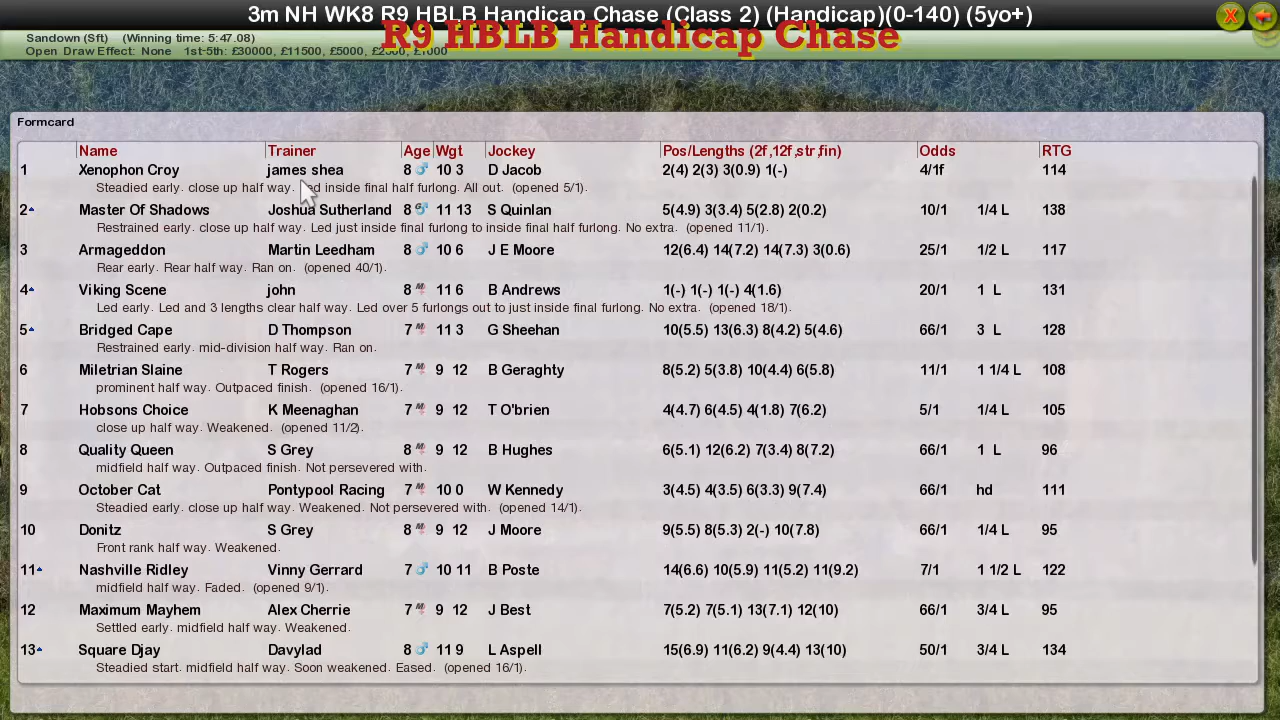 3m NH WK8 R9 HBLB Handicap Chase (Class 2) (Handicap)(0-140) (5yo+)
R9 HBLB Handicap Chase
Sandown (Sft) (Winning time: 5:47.08)
Open Draw Effect: None 1st-5th: £30000, £11500, £5000, £2500, £1000
Formcard
Name Trainer Age Wgt Jockey Pos/Lengths (2f,12f,str,fin) Odds RTG
1 Xenophon Croy james shea 8 10 3 D Jacob 2(4) 2(3) 3(0.9) 1(-) 4/1f 114
Steadied early. close up half way. Led inside final half furlong. All out. (opened 5/1).
2 Master Of Shadows Joshua Sutherland 8 11 13 S Quinlan 5(4.9) 3(3.4) 5(2.8) 2(0.2) 10/1 1/4 L 138
Restrained early. close up half way. Led just inside final furlong to inside final half furlong. No extra. (opened 11/1).
3 Armageddon Martin Leedham 8 10 6 J E Moore 12(6.4) 14(7.2) 14(7.3) 3(0.6) 25/1 1/2 L 117
Rear early. Rear half way. Ran on. (opened 40/1).
4 Viking Scene john 8 11 6 B Andrews 1(-) 1(-) 1(-) 4(1.6) 20/1 1 L 131
Led early. Led and 3 lengths clear half way. Led over 5 furlongs out to just inside final furlong. No extra. (opened 18/1).
5 Bridged Cape D Thompson 7 11 3 G Sheehan 10(5.5) 13(6.3) 8(4.2) 5(4.6) 66/1 3 L 128
Restrained early. mid-division half way. Ran on.
6 Miletrian Slaine T Rogers 7 9 12 B Geraghty 8(5.2) 5(3.8) 10(4.4) 6(5.8) 11/1 1 1/4 L 108
prominent half way. Outpaced finish. (opened 16/1).
7 Hobsons Choice K Meenaghan 7 9 12 T O'brien 4(4.7) 6(4.5) 4(1.8) 7(6.2) 5/1 1/4 L 105
close up half way. Weakened. (opened 11/2).
8 Quality Queen S Grey 8 9 12 B Hughes 6(5.1) 12(6.2) 7(3.4) 8(7.2) 66/1 1 L 96
midfield half way. Outpaced finish. Not persevered with.
9 October Cat Pontypool Racing 7 10 0 W Kennedy 3(4.5) 4(3.5) 6(3.3) 9(7.4) 66/1 hd 111
Steadied early. close up half way. Weakened. Not persevered with. (opened 14/1).
10 Donitz S Grey 8 9 12 J Moore 9(5.5) 8(5.3) 2(-) 10(7.8) 66/1 1/4 L 95
Front rank half way. Weakened.
11 Nashville Ridley Vinny Gerrard 7 10 11 B Poste 14(6.6) 10(5.9) 11(5.2) 11(9.2) 7/1 1 1/2 L 122
midfield half way. Faded. (opened 9/1).
12 Maximum Mayhem Alex Cherrie 7 9 12 J Best 7(5.2) 7(5.1) 13(7.1) 12(10) 66/1 3/4 L 95
Settled early. midfield half way. Weakened.
13 Square Djay Davylad 8 11 9 L Aspell 15(6.9) 11(6.2) 9(4.4) 13(10) 50/1 3/4 L 134
Steadied start. midfield half way. Soon weakened. Eased. (opened 16/1).